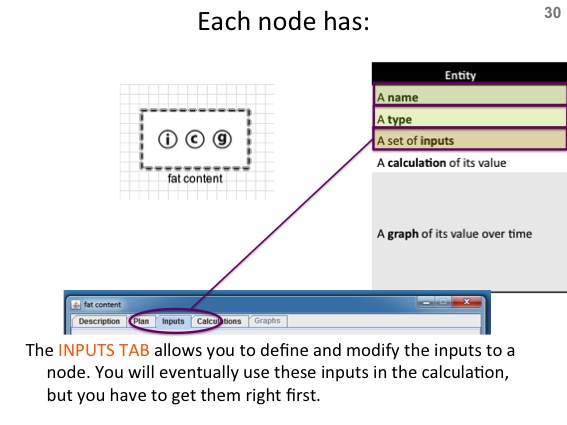 Each node has:
30
Entity
A name
A type
A set of inputs
A calculation of its value
A graph of its value over time
i c g
fat content
fat content
Description Plan Inputs Calculations Graphs
The INPUTS TAB allows you to define and modify the inputs to a
node. You will eventually use these inputs in the calculation,
but you have to get them right first.